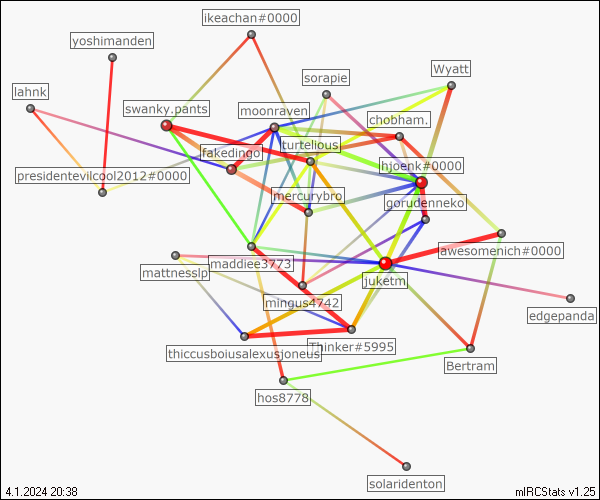 ikeachan#0000
yoshimanden
Wyatt
sorapie
lahnk
swanky.pants
moonraven
chobham.
turtelious
fakedingo
hjoenk#0000
presidentevilcool2012#0000
mercurybro
gorudenneko
awesomenich#0000
maddiee3773
mattnesslp
juketm
mingus4742
edgepanda
Thinker#5995
thiccusboiusalexusjoneus
Bertram
hos8778
solaridenton
4.1.2024 20:38
mIRCStats v1.25